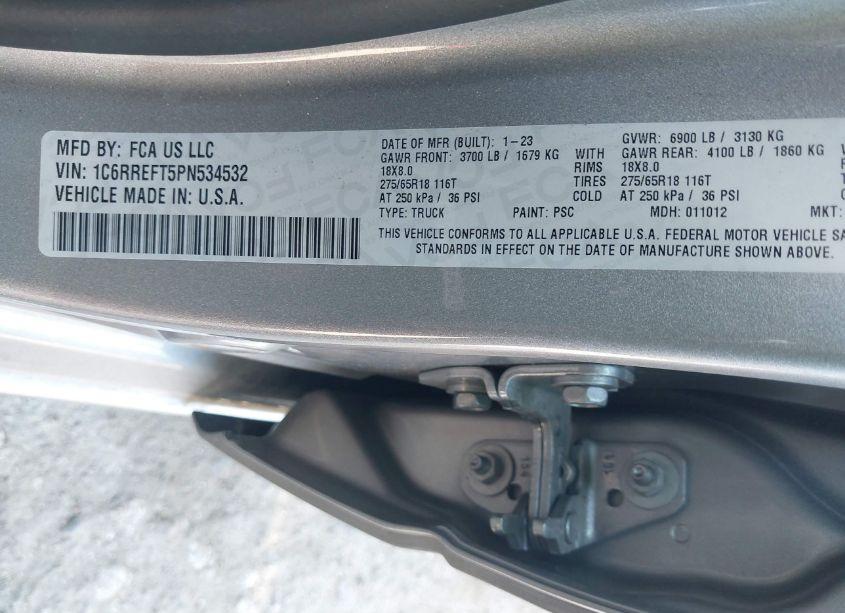 MFD BY: FCA US LLC
VIN: 1C6RREFT5PN534532
VEHICLE MADE IN U.S.A.
DATE OF MFR (BUILT): 1-23 GVWR: 6900 LB / 3130 KG
GAWR FRONT: 3700 LB / 1679 KG WITH GAWR REAR: 4100 LB / 1860 KG
18X8.0 RIMS 18X8.0
275/65R18 116T TIRES 275/65R18 116T
AT 250 kPa / 36 PSI COLD AT 250 kPa / 36 PSI
TYPE: TRUCK PAINT: PSC MDH: 011012 MKT:
THIS VEHICLE CONFORMS TO ALL APPLICABLE U.S.A. FEDERAL MOTOR VEHICLE SA
STANDARDS IN EFFECT ON THE DATE OF MANUFACTURE SHOWN ABOVE.